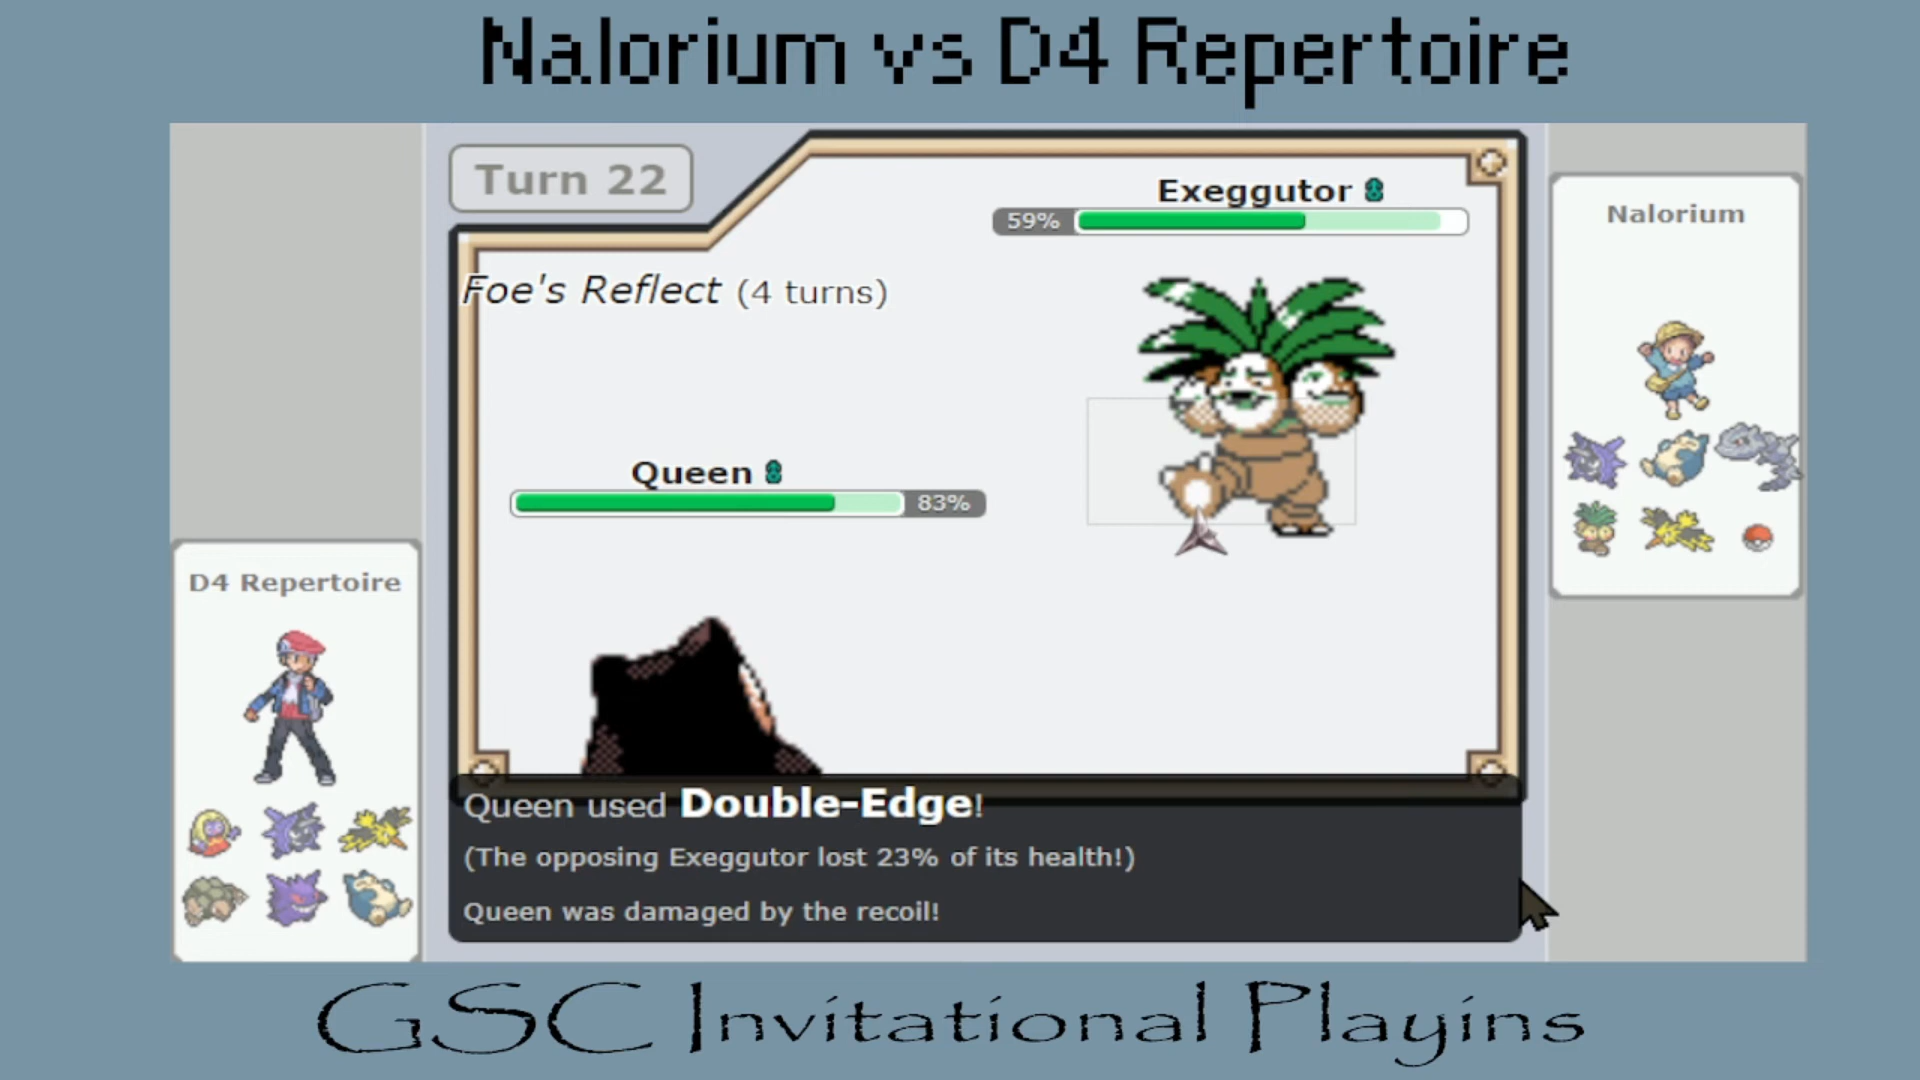 Nalorium vs D4 Repertoire
Turn 22
Exeggutor
59%
Nalorium
Foe's Reflect (4 turns)
Queen
83%
D4 Repertoire
Queen used Double-Edge!
(The opposing Exeggutor lost 23% of its health!)
Queen was damaged by the recoil!
GSC Invitational Playins